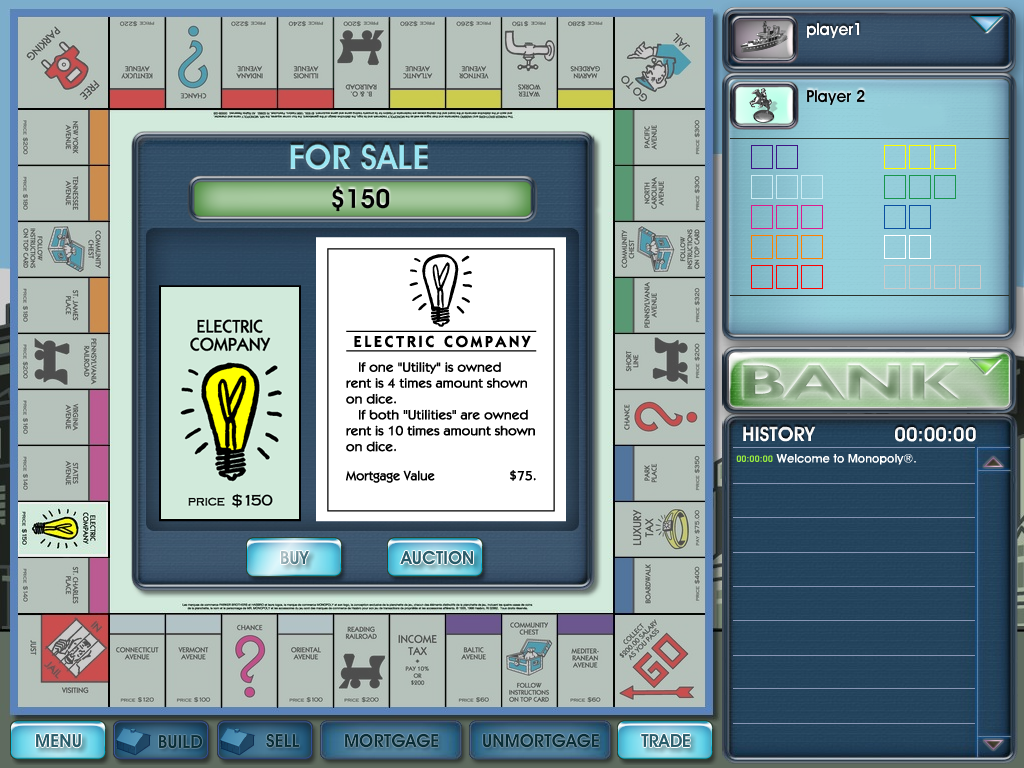 PARKING
FREE
PRICE $220
KENTUCKY
AVENUE
CHANCE
PRICE $220
INDIANA
AVENUE
PRICE $240
ILLINOIS
AVENUE
PRICE $200
B. & O.
RAILROAD
PRICE $260
ATLANTIC
AVENUE
PRICE $260
VENTNOR
AVENUE
PRICE $150
WATER
WORKS
PRICE $280
MARVIN
GARDENS
GO TO
JAIL
NEW YORK
AVENUE
PRICE $200
TENNESSEE
AVENUE
PRICE $180
COMMUNITY
CHEST
FOLLOW
INSTRUCTIONS
ON TOP CARD
ST. JAMES
PLACE
PRICE $180
PENNSYLVANIA
RAILROAD
PRICE $200
VIRGINIA
AVENUE
PRICE $160
STATES
AVENUE
PRICE $140
ELECTRIC
COMPANY
PRICE $150
ST. CHARLES
PLACE
PRICE $140
FOR SALE
$150
ELECTRIC
COMPANY
PRICE $150
ELECTRIC COMPANY
If one "Utility" is owned
rent is 4 times amount shown
on dice.
If both "Utilities" are owned
rent is 10 times amount shown
on dice.
Mortgage Value $75.
BUY
AUCTION
PACIFIC
AVENUE
PRICE $300
NORTH
CAROLINA
AVENUE
PRICE $300
COMMUNITY
CHEST
FOLLOW
INSTRUCTIONS
ON TOP CARD
PENNSYLVANIA
AVENUE
PRICE $320
SHORT
LINE
PRICE $200
CHANCE
PARK
PLACE
PRICE $350
LUXURY
TAX
PAY $75.00
BOARDWALK
PRICE $400
JUST
IN
JAIL
VISITING
CONNECTICUT
AVENUE
PRICE $120
VERMONT
AVENUE
PRICE $100
CHANCE
ORIENTAL
AVENUE
PRICE $100
READING
RAILROAD
PRICE $200
INCOME
TAX
PAY 10%
OR
$200
BALTIC
AVENUE
PRICE $60
COMMUNITY
CHEST
FOLLOW
INSTRUCTIONS
ON TOP CARD
MEDITER-
RANEAN
AVENUE
PRICE $60
COLLECT
$200.00 SALARY
AS YOU PASS
GO
MENU
BUILD
SELL
MORTGAGE
UNMORTGAGE
TRADE
player1
Player 2
BANK
HISTORY 00:00:00
00:00:00 Welcome to Monopoly®.